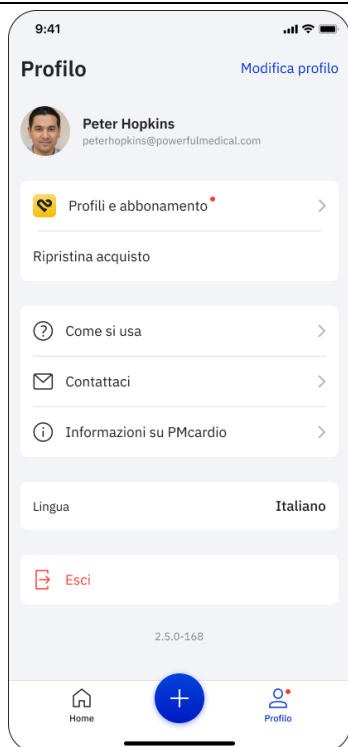 9:41
Profilo
Modifica profilo
Peter Hopkins
peterhopkins@powerfulmedical.com
Profili e abbonamento
Ripristina acquisto
Come si usa
Contattaci
Informazioni su PMcardio
Lingua
Italiano
Esci
2.5.0-168
Home
Profilo